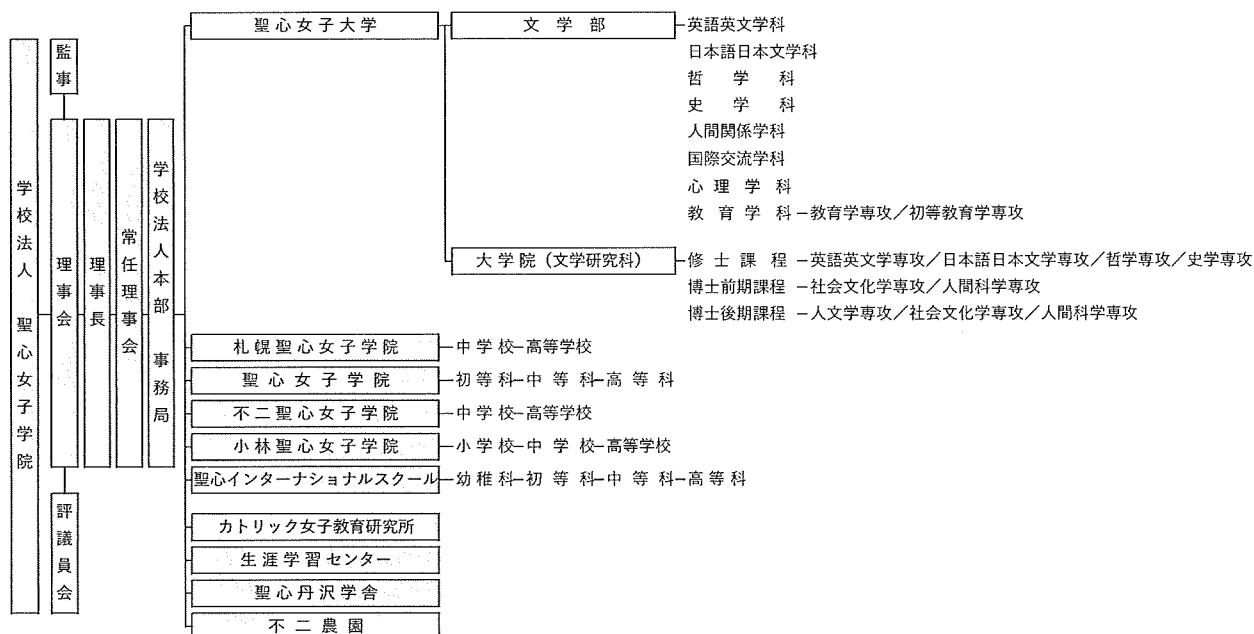 学校法人 聖心女子学院
監事
理事会
評議員会
理事長
常任理事会
学校法人本部 事務局
聖心女子大学
文学部
英語英文学科
日本語日本文学科
哲学科
史学科
人間関係学科
国際交流学科
心理学科
教育学科－教育学専攻／初等教育学専攻
大学院（文学研究科）
修士課程－英語英文学専攻／日本語日本文学専攻／哲学専攻／史学専攻
博士前期課程－社会文化学専攻／人間科学専攻
博士後期課程－人文学専攻／社会文化学専攻／人間科学専攻
札幌聖心女子学院－中学校－高等学校
聖心女子学院－初等科－中等科－高等科
不二聖心女子学院－中学校－高等学校
小林聖心女子学院－小学校－中学校－高等学校
聖心インターナショナルスクール－幼稚科－初等科－中等科－高等科
カトリック女子教育研究所
生涯学習センター
聖心丹沢学舎
不二農園